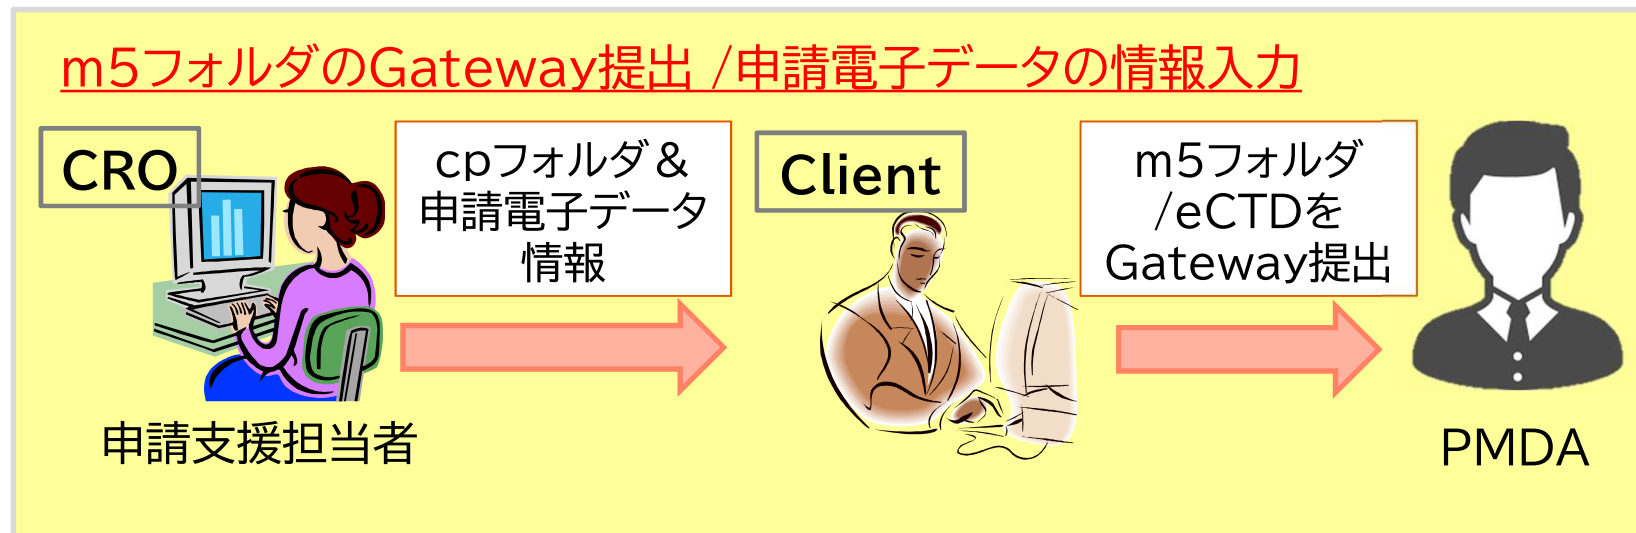 m5フォルダのGateway提出 /申請電子データの情報入力
CRO
cpフォルダ＆
申請電子データ
情報
Client
m5フォルダ
/eCTDを
Gateway提出
申請支援担当者
PMDA